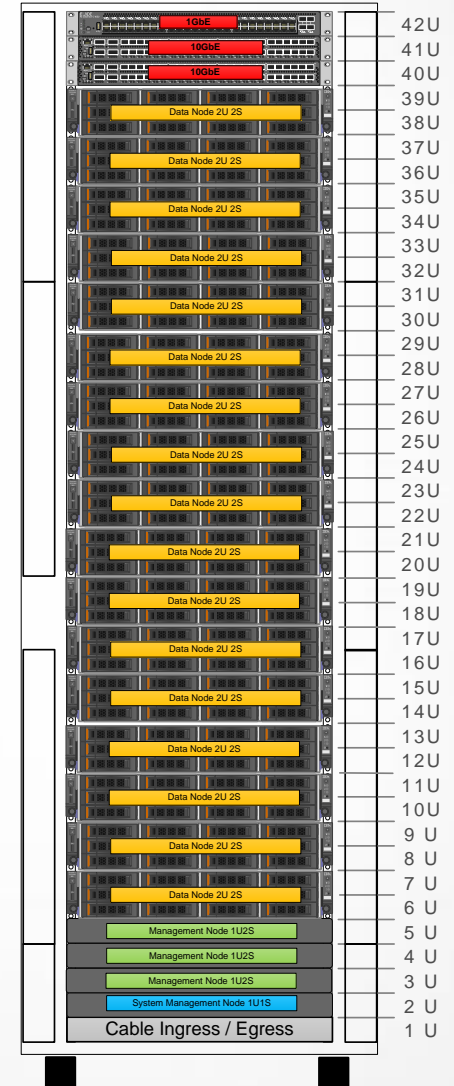 1GbE
42U
10GbE
41U
10GbE
40U
39U
Data Node 2U 2S
38U
37U
Data Node 2U 2S
36U
35U
Data Node 2U 2S
34U
33U
Data Node 2U 2S
32U
31U
Data Node 2U 2S
30U
29U
Data Node 2U 2S
28U
27U
Data Node 2U 2S
26U
25U
Data Node 2U 2S
24U
23U
Data Node 2U 2S
22U
21U
Data Node 2U 2S
20U
19U
Data Node 2U 2S
18U
17U
Data Node 2U 2S
16U
15U
Data Node 2U 2S
14U
13U
Data Node 2U 2S
12U
11U
Data Node 2U 2S
10U
9 U
Data Node 2U 2S
8 U
7 U
Data Node 2U 2S
6 U
Management Node 1U2S
5 U
Management Node 1U2S
4 U
Management Node 1U2S
3 U
System Management Node 1U1S
2 U
Cable Ingress / Egress
1 U